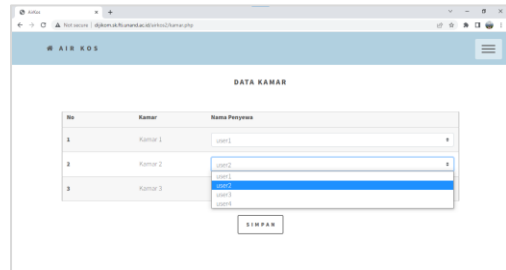 AirKos
Not secure
AIR KOS
DATA KAMAR
No Kamar Nama Penyewa
1 Kamar 1 user1
2 Kamar 2 user2
user1
user2
3 Kamar 3 user3
user4
SIMPAN